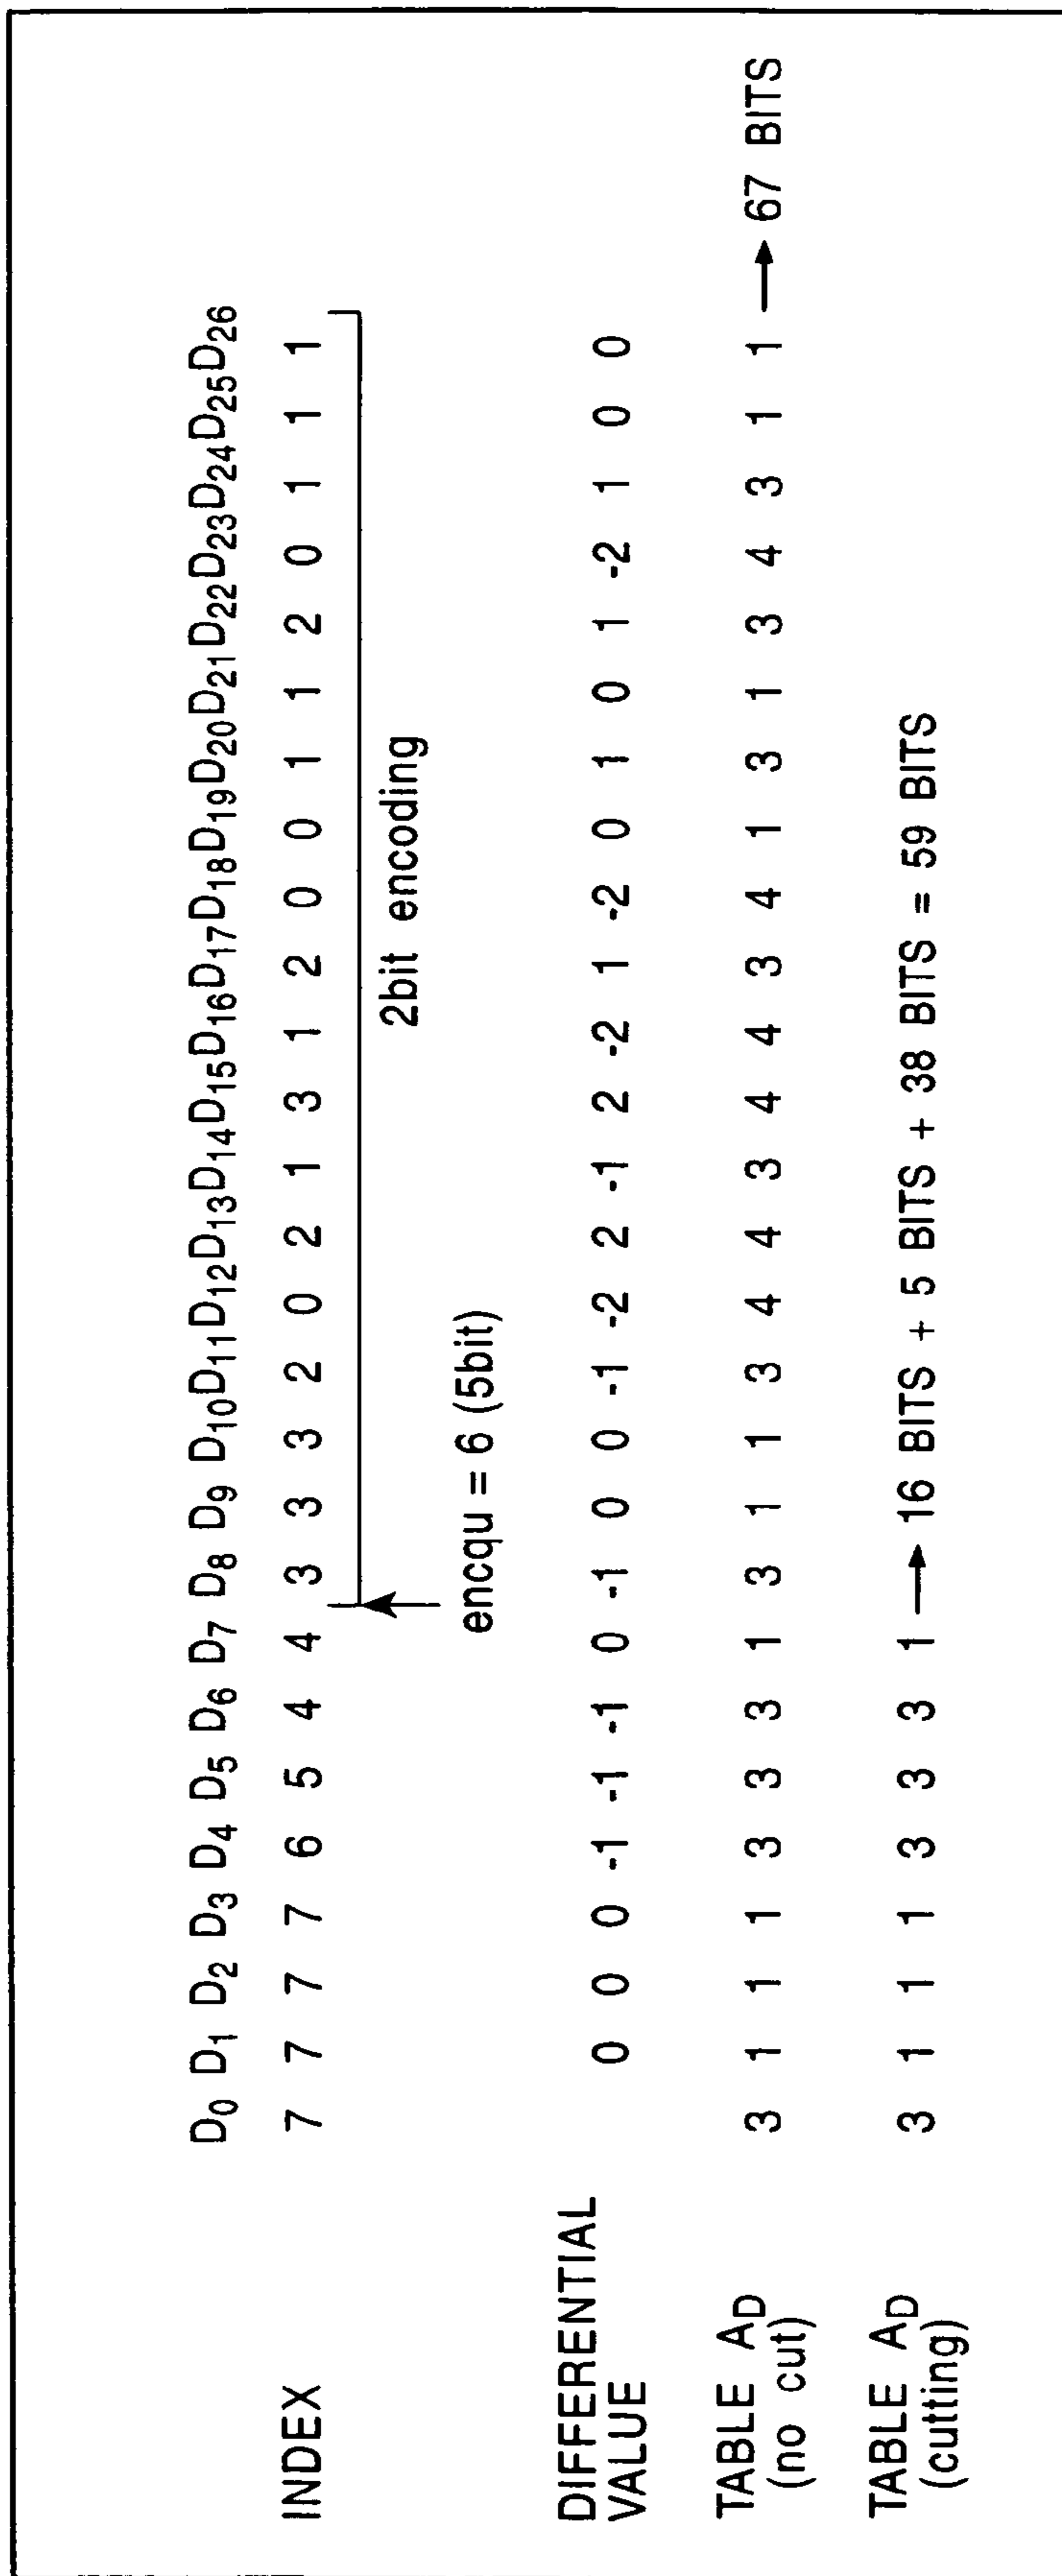 D₀ D₁ D₂ D₃ D₄ D₅ D₆ D₇ D₈ D₉ D₁₀ D₁₁ D₁₂ D₁₃ D₁₄ D₁₅ D₁₆ D₁₇ D₁₈ D₁₉ D₂₀ D₂₁ D₂₂ D₂₃ D₂₄ D₂₅ D₂₆
INDEX 7 7 7 7 6 5 4 4 3 3 3 2 0 2 1 3 1 2 0 0 1 1 2 0 1 1 1
2bit encoding
encqu = 6 (5bit)
DIFFERENTIAL
VALUE 0 0 0 -1 -1 -1 0 -1 0 0 -1 -2 2 -1 2 -2 1 -2 0 1 0 1 -2 1 0 0
TABLE A_D 3 1 1 1 3 3 3 1 3 1 1 3 4 4 3 4 4 3 4 1 3 1 3 4 3 1 1 → 67 BITS
(no cut)
TABLE A_D 3 1 1 1 3 3 3 1 → 16 BITS + 5 BITS + 38 BITS = 59 BITS
(cutting)